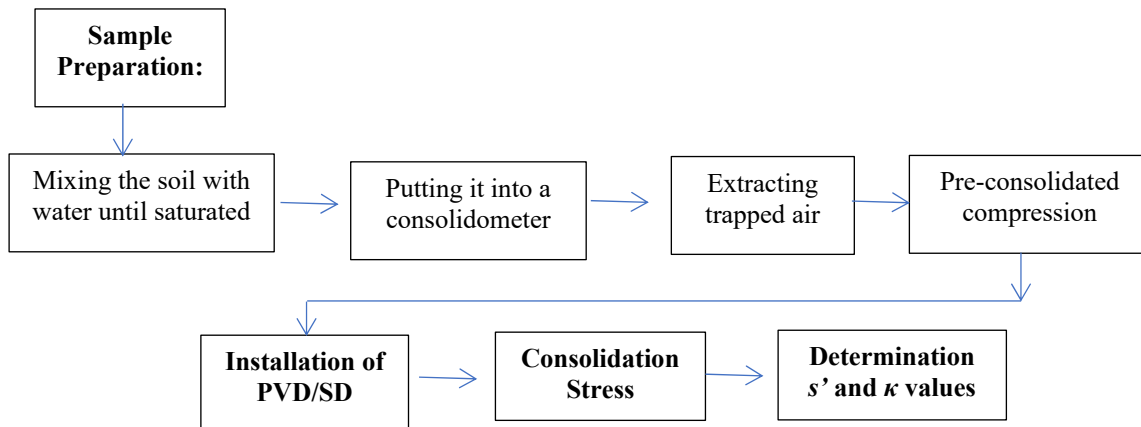 Sample
Preparation:
Mixing the soil with
water until saturated
Putting it into a
consolidometer
Extracting
trapped air
Pre-consolidated
compression
Installation of
PVD/SD
Consolidation
Stress
Determination
s’ and κ values